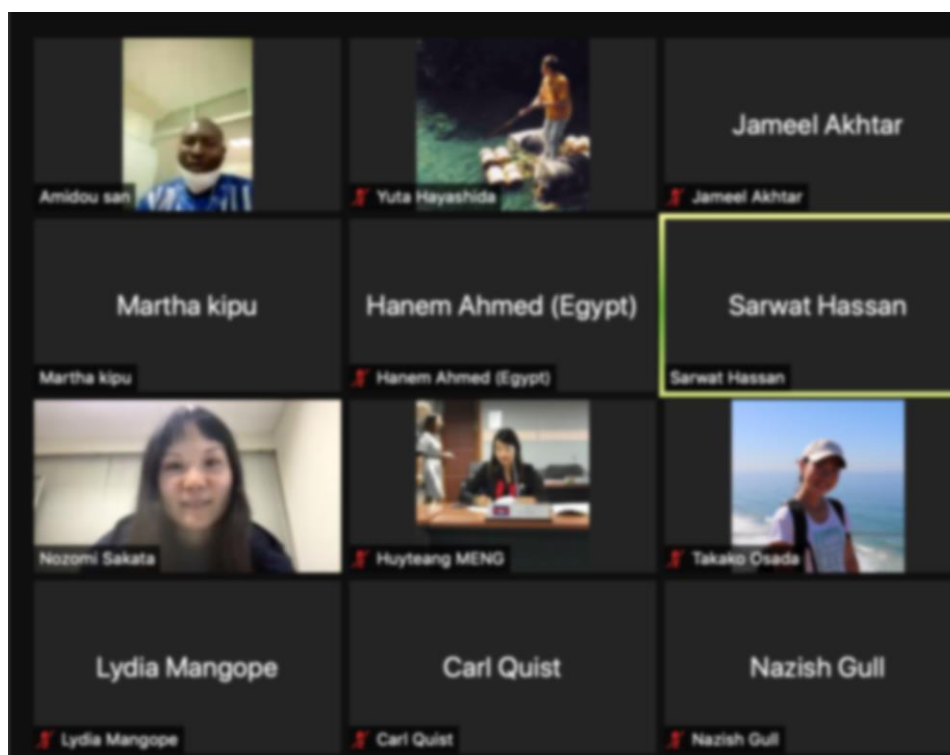 Amidou san
Yuta Hayashida
Jameel Akhtar
Jameel Akhtar
Martha kipu
Martha kipu
Hanem Ahmed (Egypt)
Hanem Ahmed (Egypt)
Sarwat Hassan
Sarwat Hassan
Nozomi Sakata
Huyteang MENG
Takako Osada
Lydia Mangope
Lydia Mangope
Carl Quist
Carl Quist
Nazish Gull
Nazish Gull